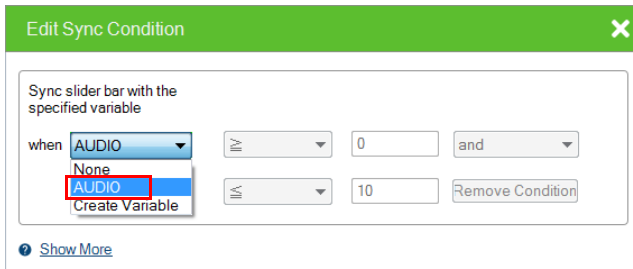 Edit Sync Condition
Sync slider bar with the
specified variable
when AUDIO ≧ 0 and
None
AUDIO
≦ 10 Remove Condition
Create Variable
Show More